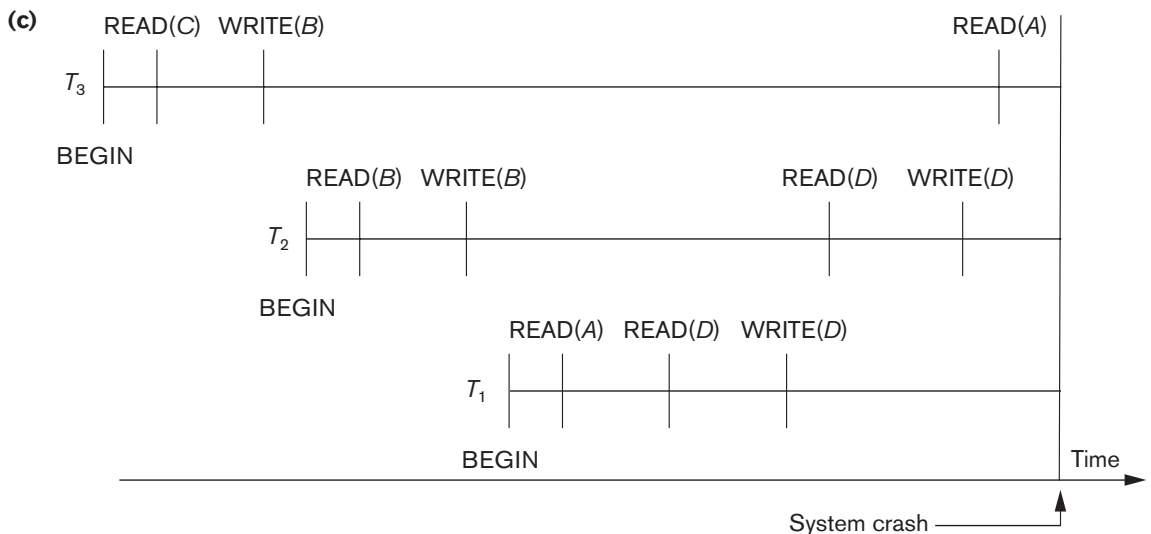 (c) READ(C) WRITE(B) READ(A)
T3
BEGIN
READ(B) WRITE(B) READ(D) WRITE(D)
T2
BEGIN
READ(A) READ(D) WRITE(D)
T1
BEGIN
Time
System crash